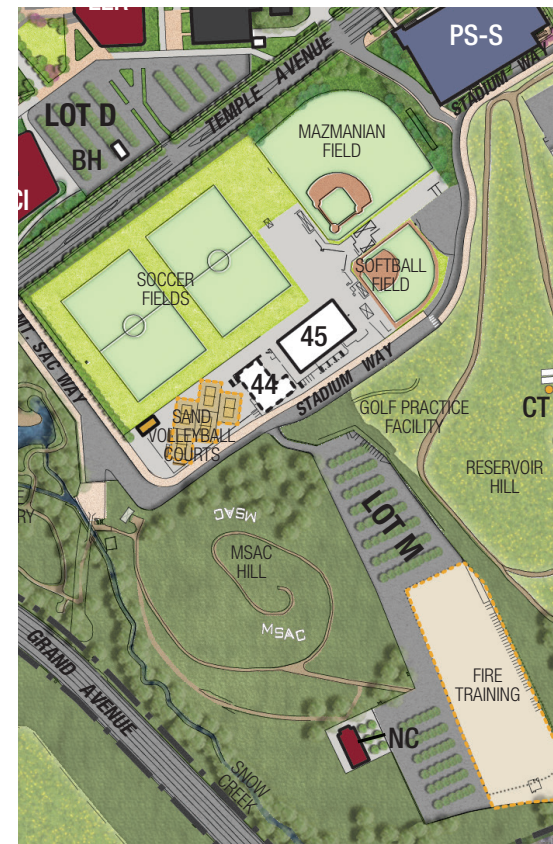 PS-S
STADIUM WAY
TEMPLE AVENUE
LOT D
BH
MAZMANIAN
FIELD
CI
SOCCER
FIELDS
SOFTBALL
FIELD
MT. SAC WAY
45
44
STADIUM WAY
SAND
VOLLEYBALL
COURTS
GOLF PRACTICE
FACILITY
CT
RESERVOIR
HILL
LOT M
MSAC
MSAC
HILL
MSAC
GRAND AVENUE
FIRE
TRAINING
NC
SNOW
CREEK